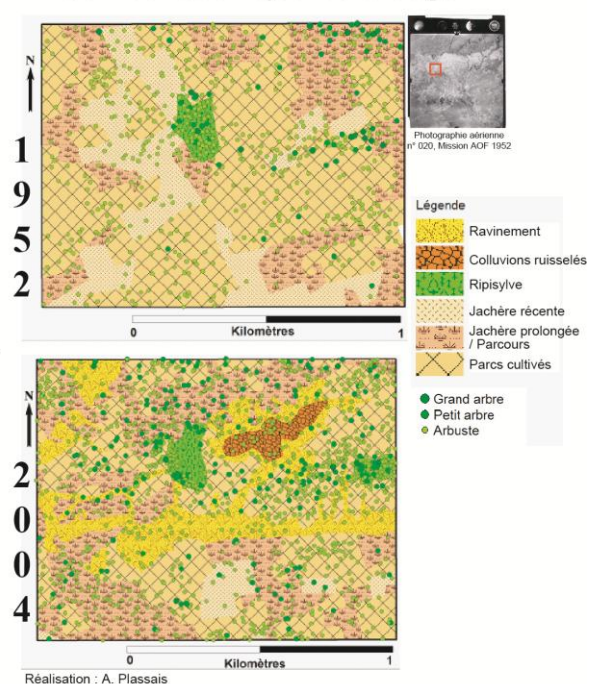 N
1
9
5
2
0
Kilomètres
1
Photographie aérienne
n° 020, Mission AOF 1952
Légende
Ravinement
Colluvions ruisselés
Ripisylve
Jachère récente
Jachère prolongée
/ Parcours
Parcs cultivés
Grand arbre
Petit arbre
Arbuste
N
2
0
0
4
0
Kilomètres
1
Réalisation : A. Plassais